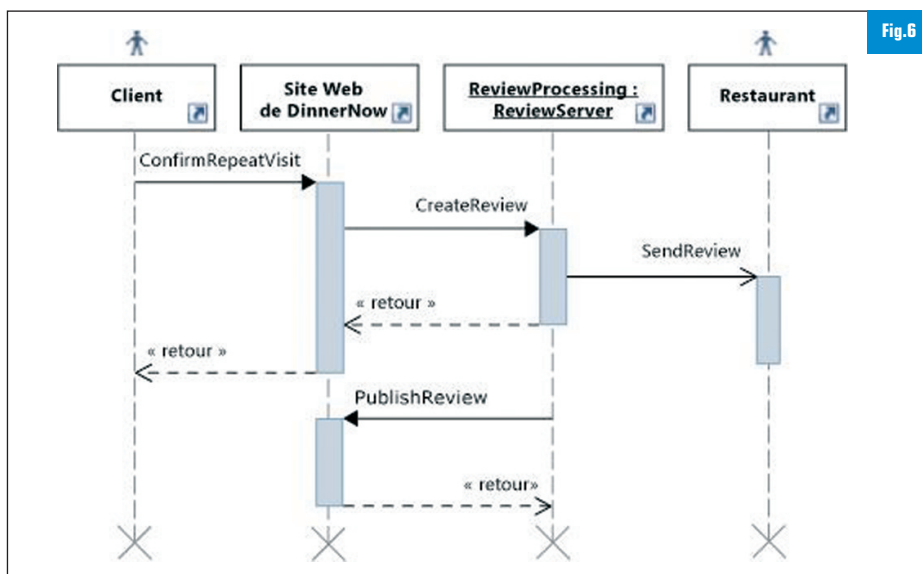 Fig.6
Client
Site Web
de DinnerNow
ReviewProcessing :
ReviewServer
Restaurant
ConfirmRepeatVisit
CreateReview
SendReview
« retour »
« retour »
PublishReview
« retour»